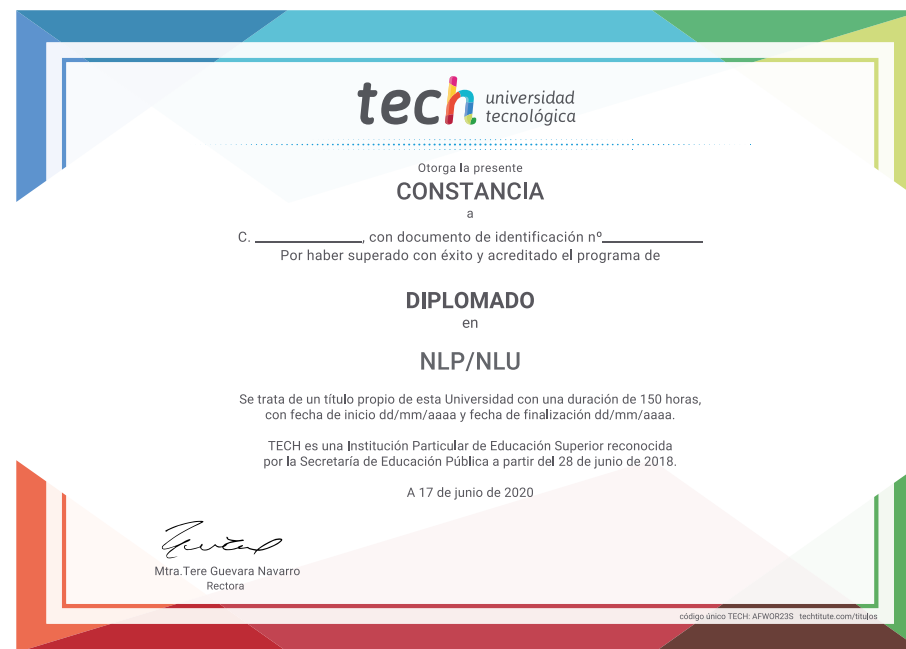 tech universidad
tecnológica
Otorga la presente
CONSTANCIA
a
C. ____________, con documento de identificación nº____________
Por haber superado con éxito y acreditado el programa de
DIPLOMADO
en
NLP/NLU
Se trata de un título propio de esta Universidad con una duración de 150 horas,
con fecha de inicio dd/mm/aaaa y fecha de finalización dd/mm/aaaa.
TECH es una Institución Particular de Educación Superior reconocida
por la Secretaría de Educación Pública a partir del 28 de junio de 2018.
A 17 de junio de 2020
Mtra.Tere Guevara Navarro
Rectora
código único TECH: AFWOR23S techtitute.com/titulos